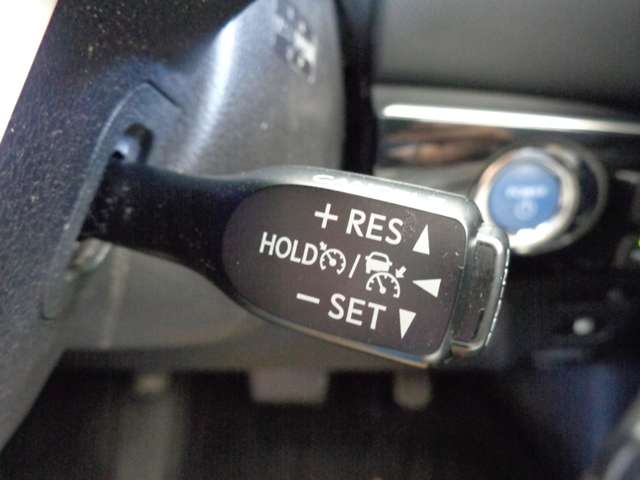 + RES
HOLD /
− SET